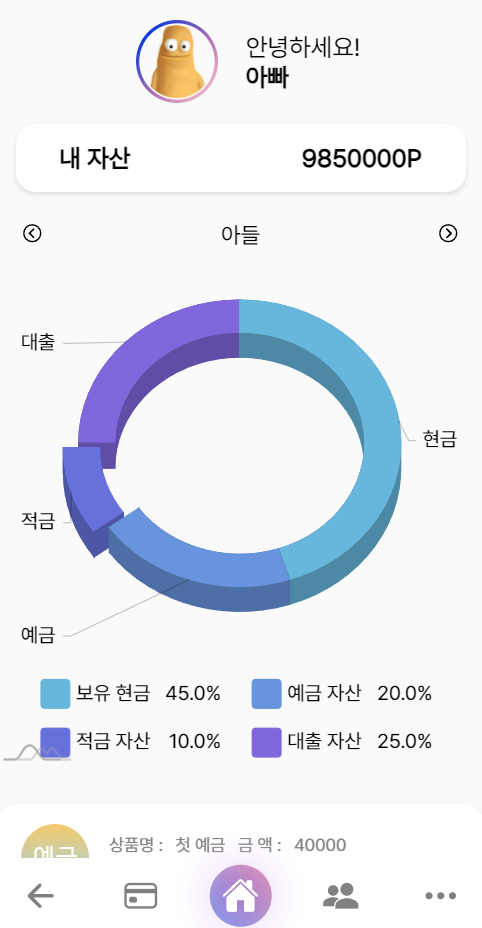 안녕하세요!
아빠
내 자산 9850000P
아들
대출
현금
적금
예금
보유 현금 45.0% 예금 자산 20.0%
적금 자산 10.0% 대출 자산 25.0%
예금
상품명 : 첫 예금 금 액 : 40000